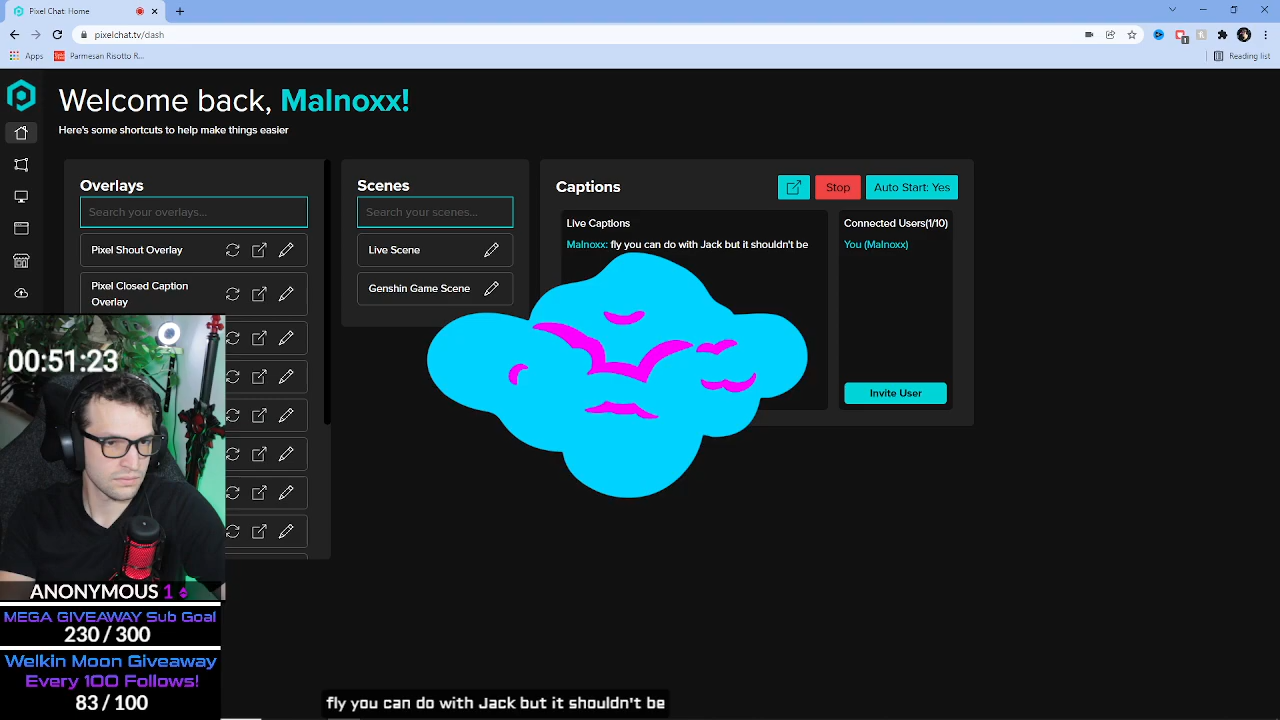 Pixel Chat: Home
pixelchat.tv/dash
Apps
Parmesan Risotto R...
Reading list
Welcome back, Malnoxx!
Here's some shortcuts to help make things easier
Overlays
Search your overlays...
Pixel Shout Overlay
Pixel Closed Caption
Overlay
Scenes
Search your scenes...
Live Scene
Genshin Game Scene
Captions
Stop
Auto Start: Yes
Live Captions
Malnoxx: fly you can do with Jack but it shouldn't be
Connected Users(1/10)
You (Malnoxx)
Invite User
00:51:23
ANONYMOUS 1
MEGA GIVEAWAY Sub Goal
230 / 300
Welkin Moon Giveaway
Every 100 Follows!
83 / 100
fly you can do with Jack but it shouldn't be